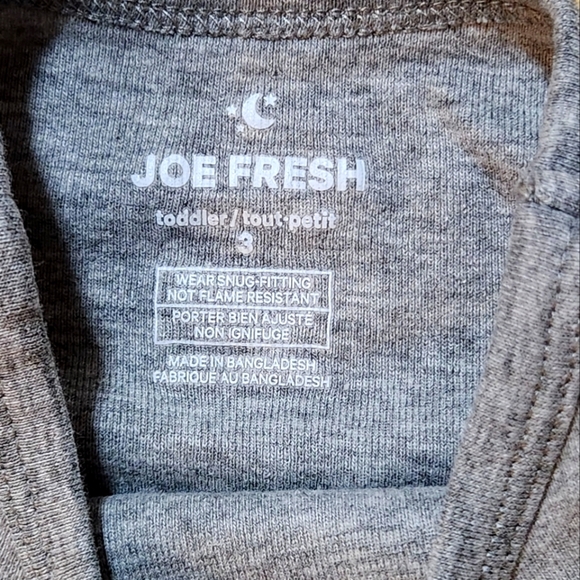 JOE FRESH
toddler/tout-petit
3
WEAR SNUG-FITTING
NOT FLAME RESISTANT
PORTER BIEN AJUSTÉ
NON IGNIFUGE
MADE IN BANGLADESH
FABRIQUÉ AU BANGLADESH